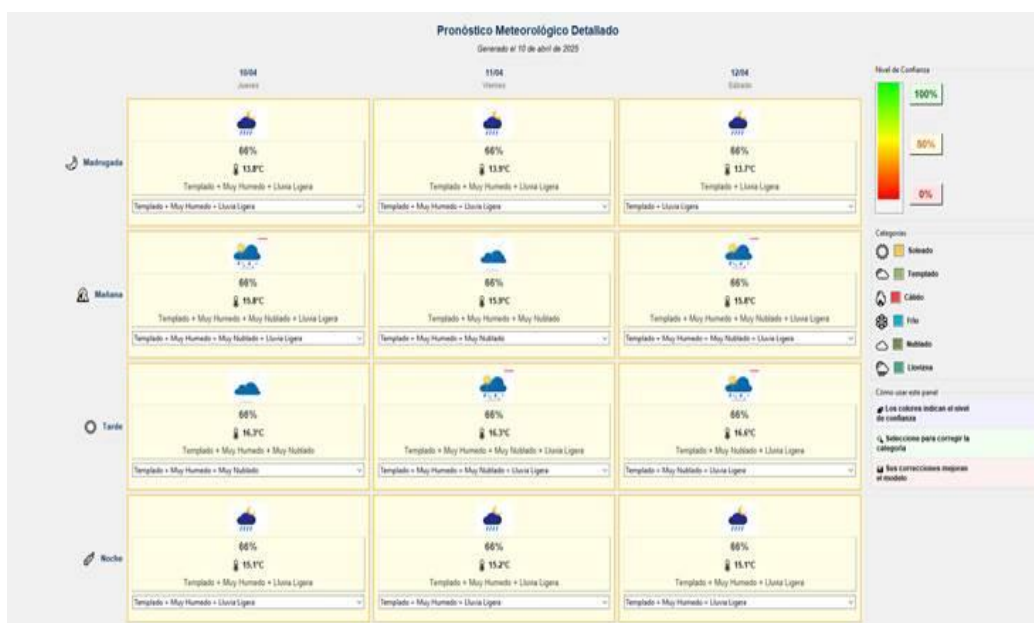 Pronóstico Meteorológico Detallado
Generado el 10 de abril de 2025
10/04
Jueves
11/04
Viernes
12/04
Sábado
Madrugada
66%
13.8°C
Templado + Muy Humedo + Lluvia Ligera
Templado + Muy Humedo + Lluvia Ligera
66%
13.9°C
Templado + Muy Humedo + Lluvia Ligera
Templado + Muy Humedo + Lluvia Ligera
66%
13.7°C
Templado + Lluvia Ligera
Templado + Lluvia Ligera
Mañana
66%
15.8°C
Templado + Muy Humedo + Muy Nublado + Lluvia Ligera
Templado + Muy Humedo + Muy Nublado + Lluvia Ligera
66%
15.9°C
Templado + Muy Humedo + Muy Nublado
Templado + Muy Humedo + Muy Nublado
66%
15.8°C
Templado + Muy Humedo + Muy Nublado + Lluvia Ligera
Templado + Muy Humedo + Muy Nublado + Lluvia Ligera
Tarde
66%
16.3°C
Templado + Muy Humedo + Muy Nublado
Templado + Muy Humedo + Muy Nublado
66%
16.3°C
Templado + Muy Humedo + Muy Nublado + Lluvia Ligera
Templado + Muy Humedo + Muy Nublado + Lluvia Ligera
66%
16.6°C
Templado + Muy Nublado + Lluvia Ligera
Templado + Muy Nublado + Lluvia Ligera
Noche
66%
15.1°C
Templado + Muy Humedo + Lluvia Ligera
Templado + Muy Humedo + Lluvia Ligera
66%
15.2°C
Templado + Muy Humedo + Lluvia Ligera
Templado + Muy Humedo + Lluvia Ligera
66%
15.1°C
Templado + Muy Humedo + Lluvia Ligera
Templado + Muy Humedo + Lluvia Ligera
Nivel de Confianza
100%
50%
0%
Categorías
Soleado
Templado
Cálido
Frío
Nublado
Llovizna
Cómo usar este panel
Los colores indican el nivel
de confianza
Seleccione para corregir la
categoría
Sus correcciones mejoran
el modelo